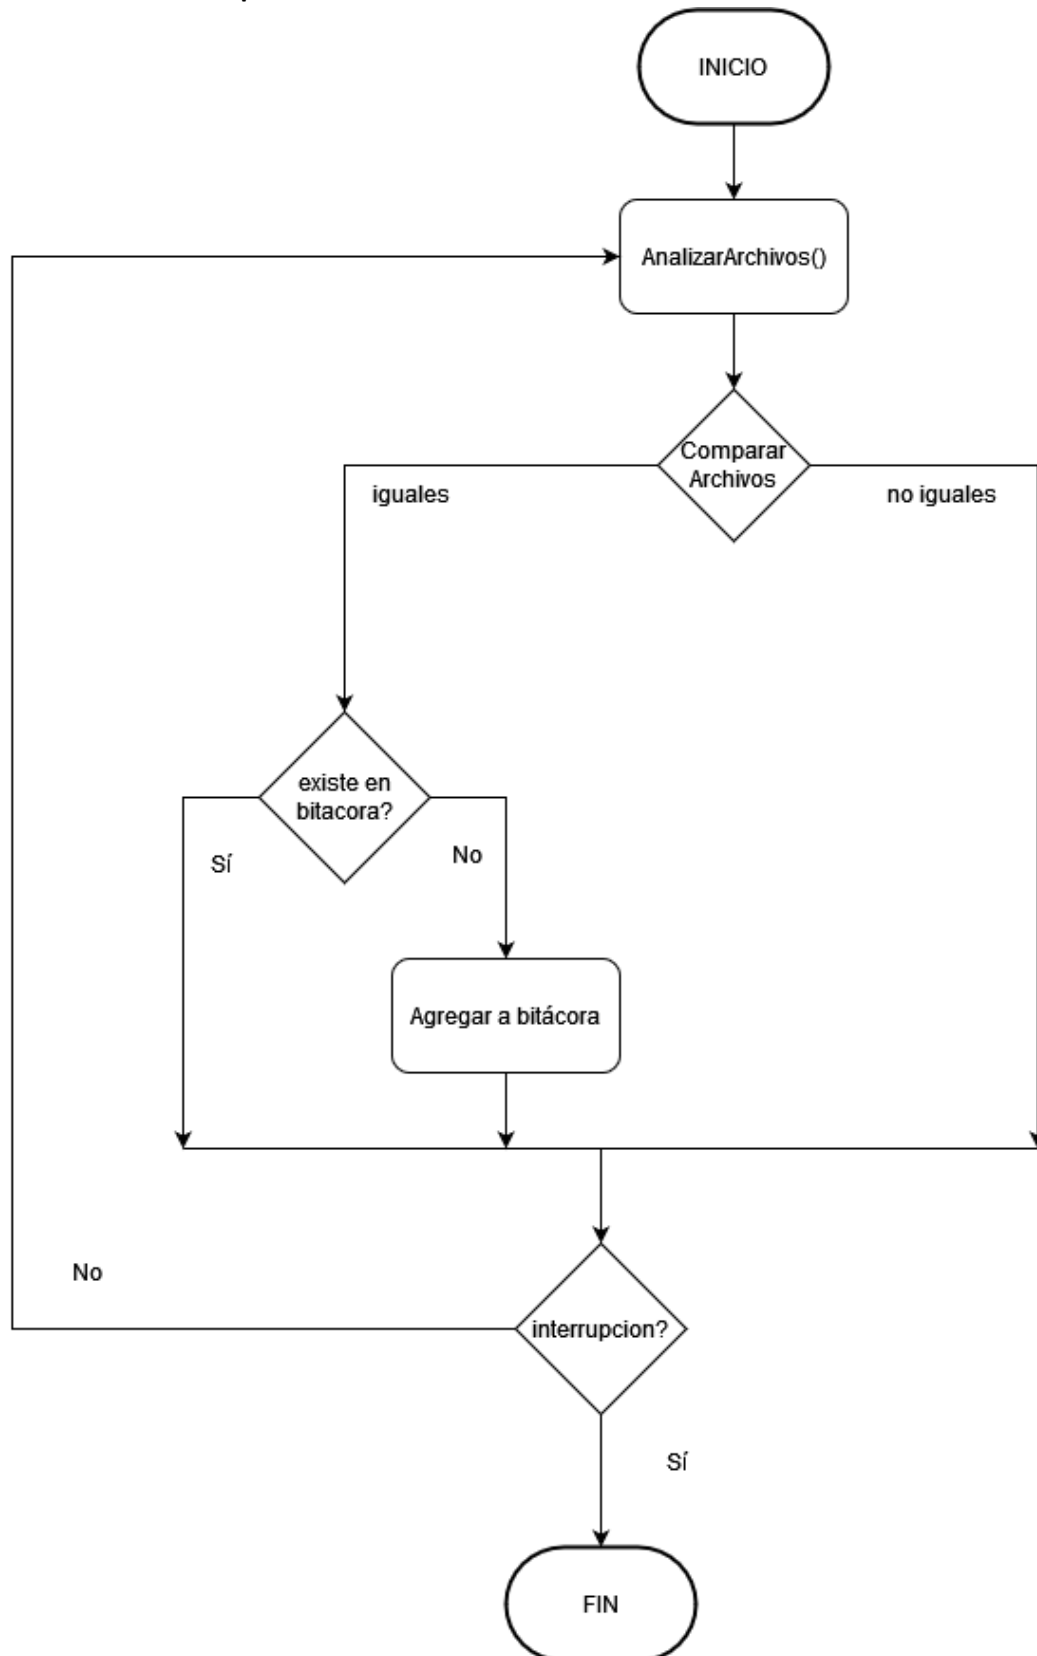 INICIO
AnalizarArchivos()
Comparar
Archivos
iguales
no iguales
existe en
bitacora?
Sí
No
Agregar a bitácora
No
interrupcion?
Sí
FIN